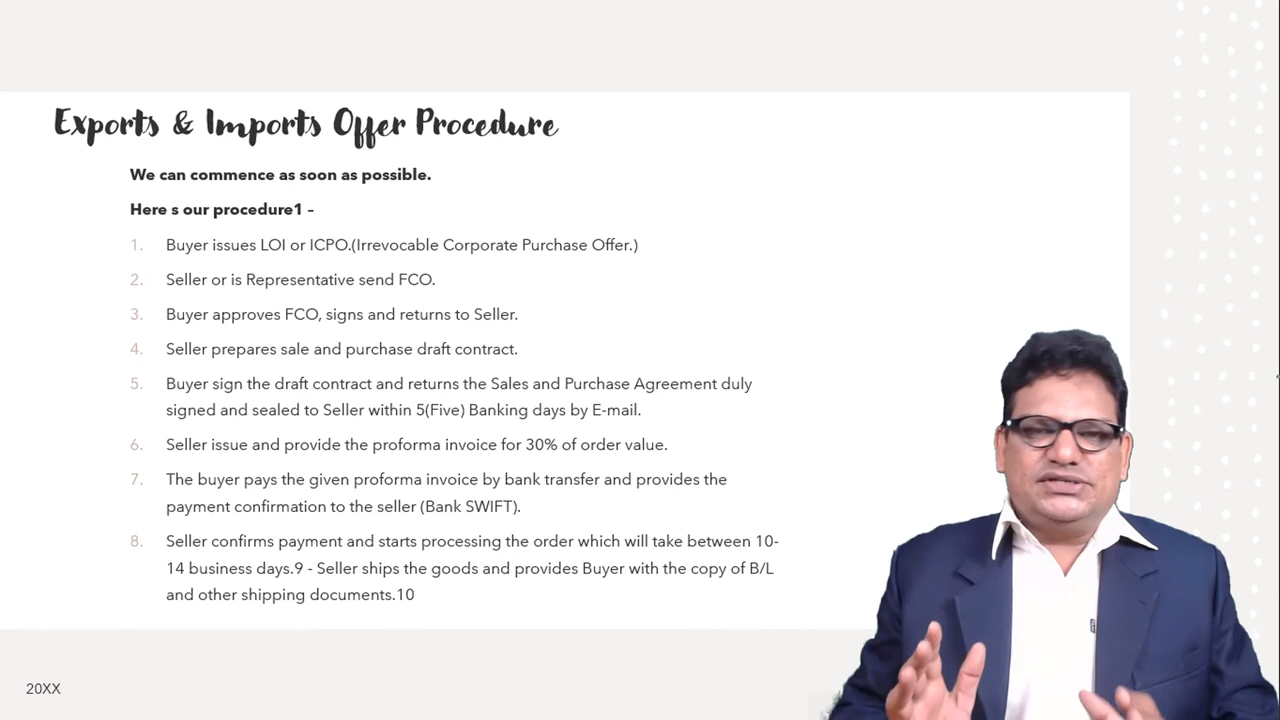 Exports & Imports Offer Procedure
We can commence as soon as possible.
Here s our procedure1 –
1. Buyer issues LOI or ICPO.(Irrevocable Corporate Purchase Offer.)
2. Seller or is Representative send FCO.
3. Buyer approves FCO, signs and returns to Seller.
4. Seller prepares sale and purchase draft contract.
5. Buyer sign the draft contract and returns the Sales and Purchase Agreement duly
signed and sealed to Seller within 5(Five) Banking days by E-mail.
6. Seller issue and provide the proforma invoice for 30% of order value.
7. The buyer pays the given proforma invoice by bank transfer and provides the
payment confirmation to the seller (Bank SWIFT).
8. Seller confirms payment and starts processing the order which will take between 10-
14 business days.9 - Seller ships the goods and provides Buyer with the copy of B/L
and other shipping documents.10
20XX